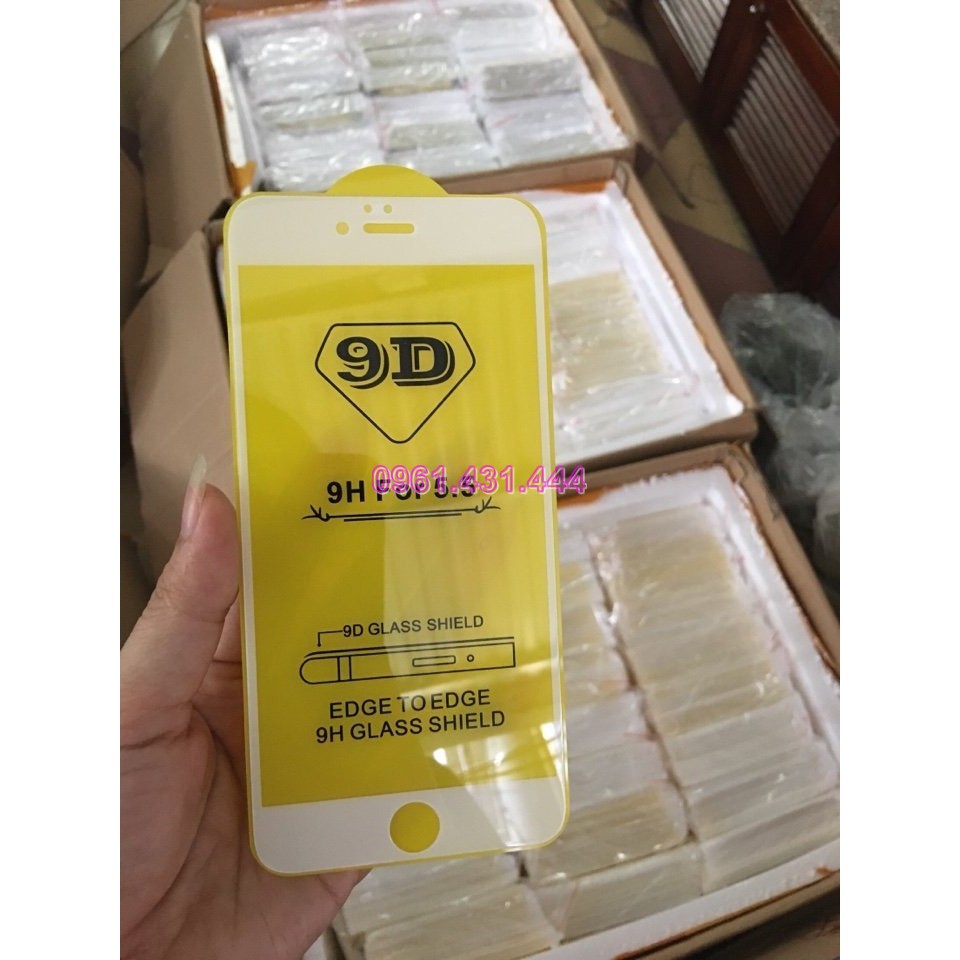 9D
0961.431.444
9H For 5.5
9D GLASS SHIELD
EDGE TO EDGE
9H GLASS SHIELD